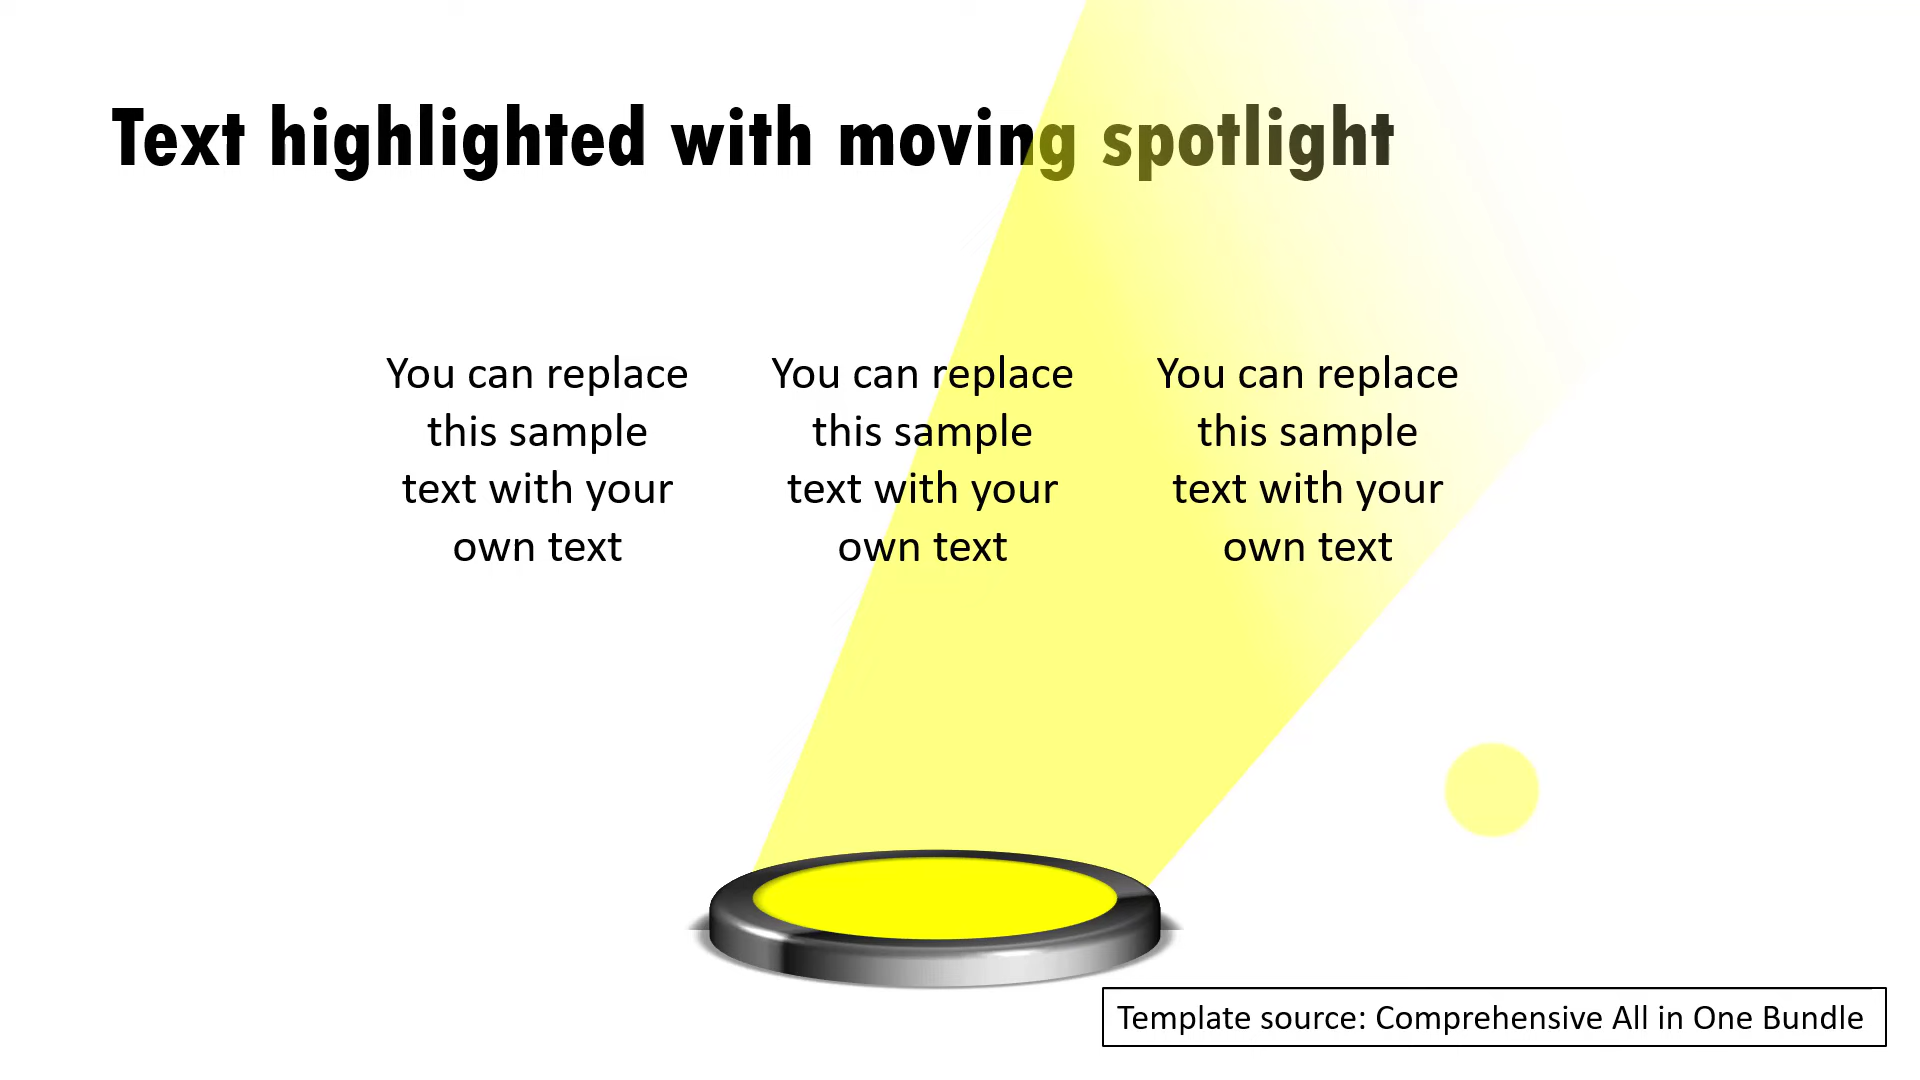 Text highlighted with moving spotlight
You can replace
this sample
text with your
own text
You can replace
this sample
text with your
own text
You can replace
this sample
text with your
own text
Template source: Comprehensive All in One Bundle